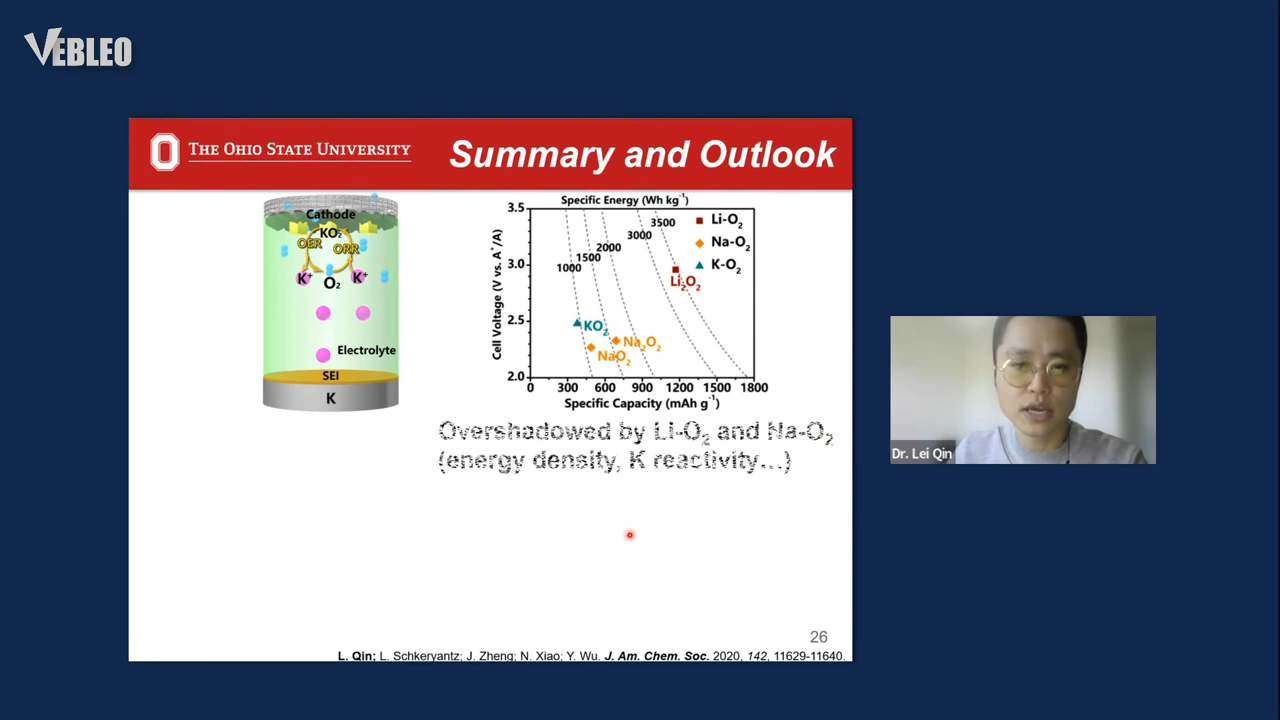 VEBLEO
THE OHIO STATE UNIVERSITY
Summary and Outlook
Cathode
KO₂
OER
ORR
K⁺
O₂
K⁺
Electrolyte
SEI
K
Specific Energy (Wh kg⁻¹)
Cell Voltage (V vs. A⁺/A)
3.5
3.0
2.5
2.0
1000
1500
2000
3000
3500
Li-O₂
Na-O₂
K-O₂
Li₂O₂
KO₂
Na₂O₂
NaO₂
0
300
600
900
1200
1500
1800
Specific Capacity (mAh g⁻¹)
Overshadowed by Li-O₂ and Na-O₂
(energy density, K reactivity…)
Dr. Lei Qin
26
L. Qin; L. Schkeryantz; J. Zheng; N. Xiao; Y. Wu. J. Am. Chem. Soc. 2020, 142, 11629-11640.